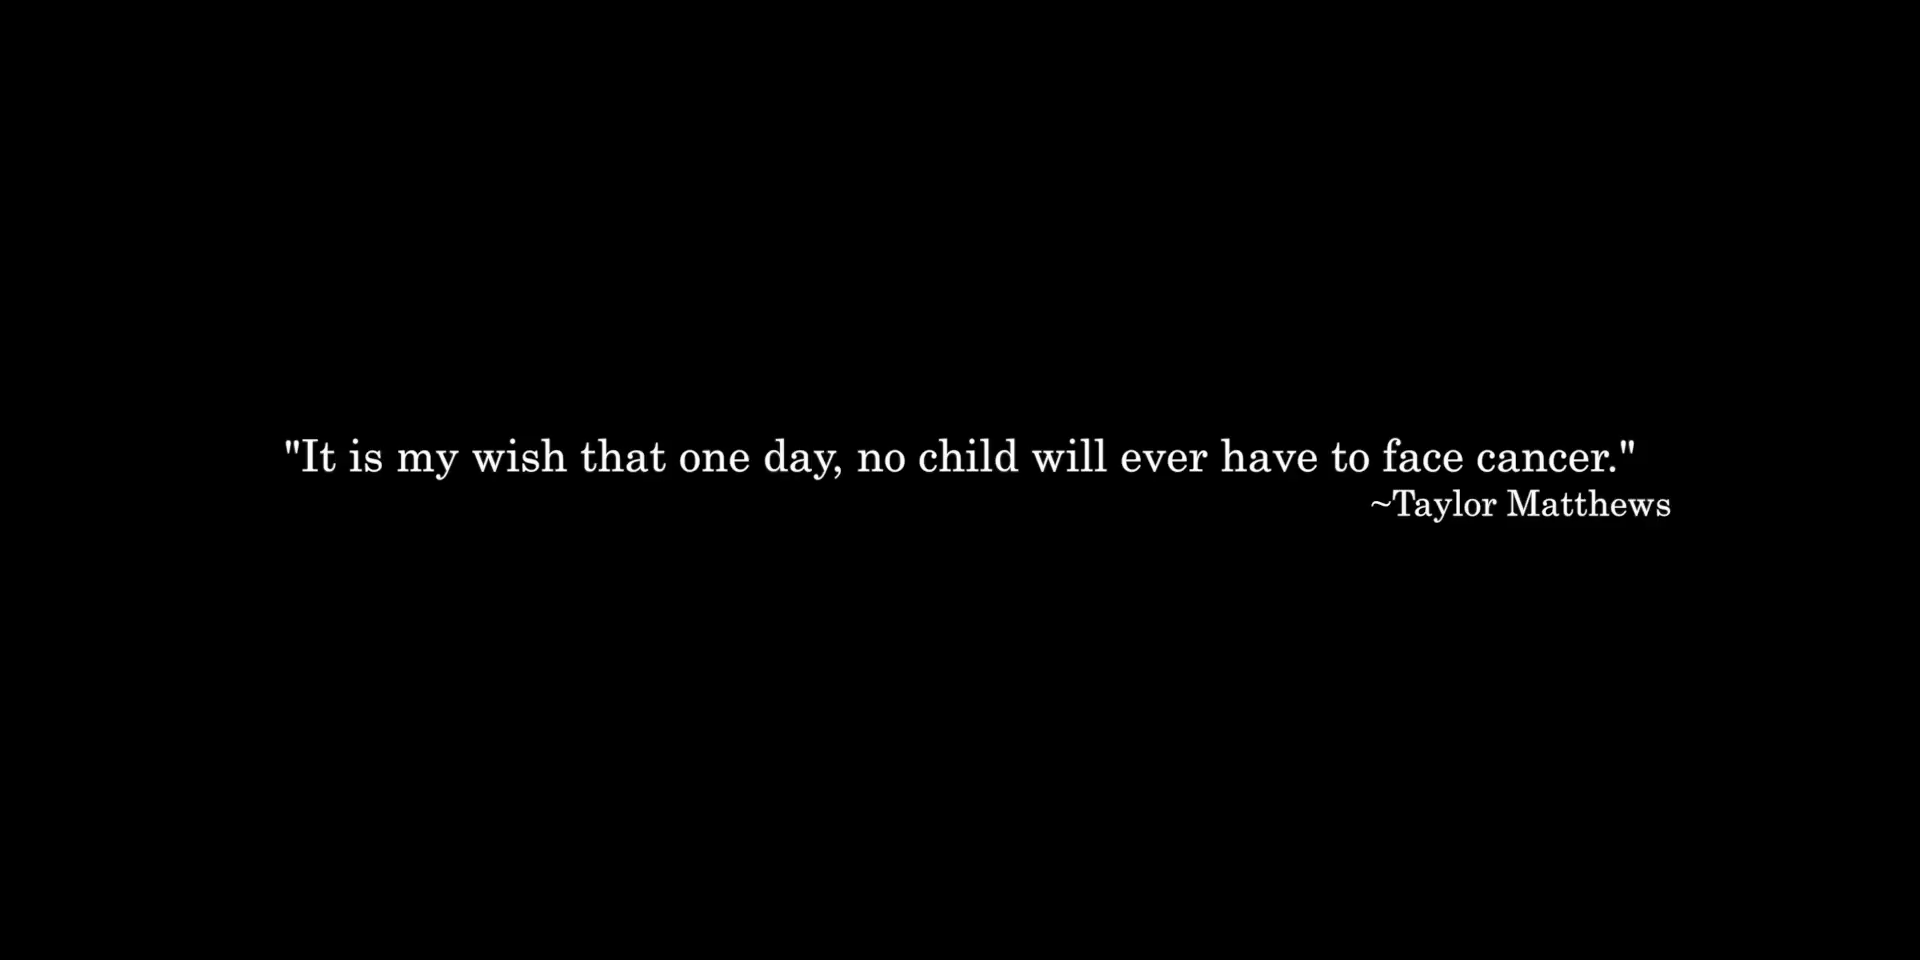 "It is my wish that one day, no child will ever have to face cancer."
~Taylor Matthews